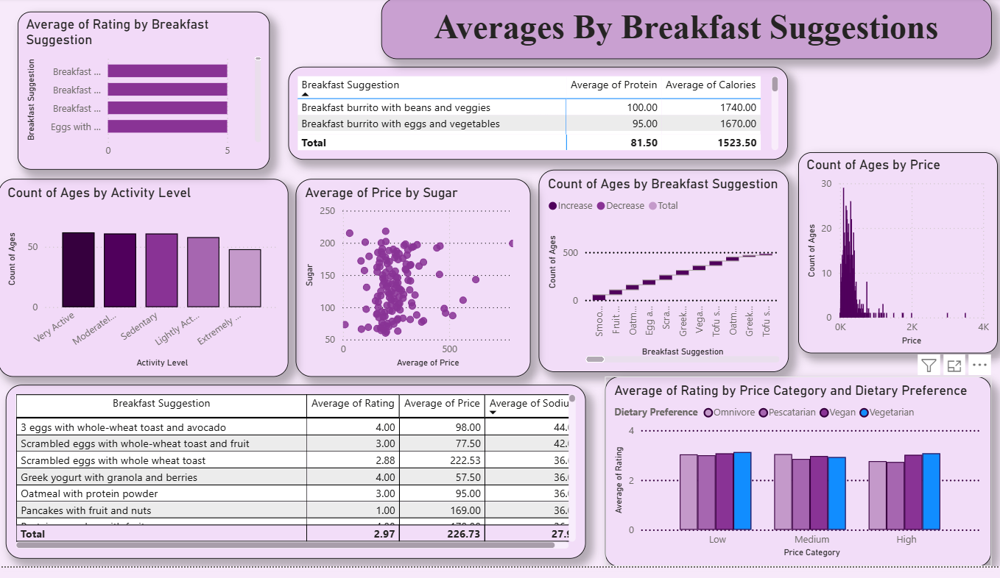 Averages By Breakfast Suggestions
Average of Rating by Breakfast
Suggestion
Breakfast Suggestion
Breakfast ...
Breakfast ...
Breakfast ...
Eggs with ...
0 5
Breakfast Suggestion Average of Protein Average of Calories
Breakfast burrito with beans and veggies 100.00 1740.00
Breakfast burrito with eggs and vegetables 95.00 1670.00
Total 81.50 1523.50
Count of Ages by Activity Level
Count of Ages
50
0
Very Active Moderatel... Sedentary Lightly Act... Extremely ...
Activity Level
Average of Price by Sugar
Sugar
250
200
150
100
50
0 500
Average of Price
Count of Ages by Breakfast Suggestion
Increase Decrease Total
Count of Ages
500
0
Smoo... Fruit ... Oatm... Egg a... Scra... Greek... Vega... Tofu s... Oatm... Greek... Tofu s...
Breakfast Suggestion
Count of Ages by Price
Count of Ages
30
20
10
0
0K 2K 4K
Price
Breakfast Suggestion Average of Rating Average of Price Average of Sodiu
3 eggs with whole-wheat toast and avocado 4.00 98.00 44.
Scrambled eggs with whole-wheat toast and fruit 3.00 77.50 42.
Scrambled eggs with whole wheat toast 2.88 222.53 36.
Greek yogurt with granola and berries 4.00 57.50 36.
Oatmeal with protein powder 3.00 95.00 36.
Pancakes with fruit and nuts 1.00 169.00 36.
Total 2.97 226.73 27.9
Average of Rating by Price Category and Dietary Preference
Dietary Preference Omnivore Pescatarian Vegan Vegetarian
Average of Rating
4
2
0
Low Medium High
Price Category